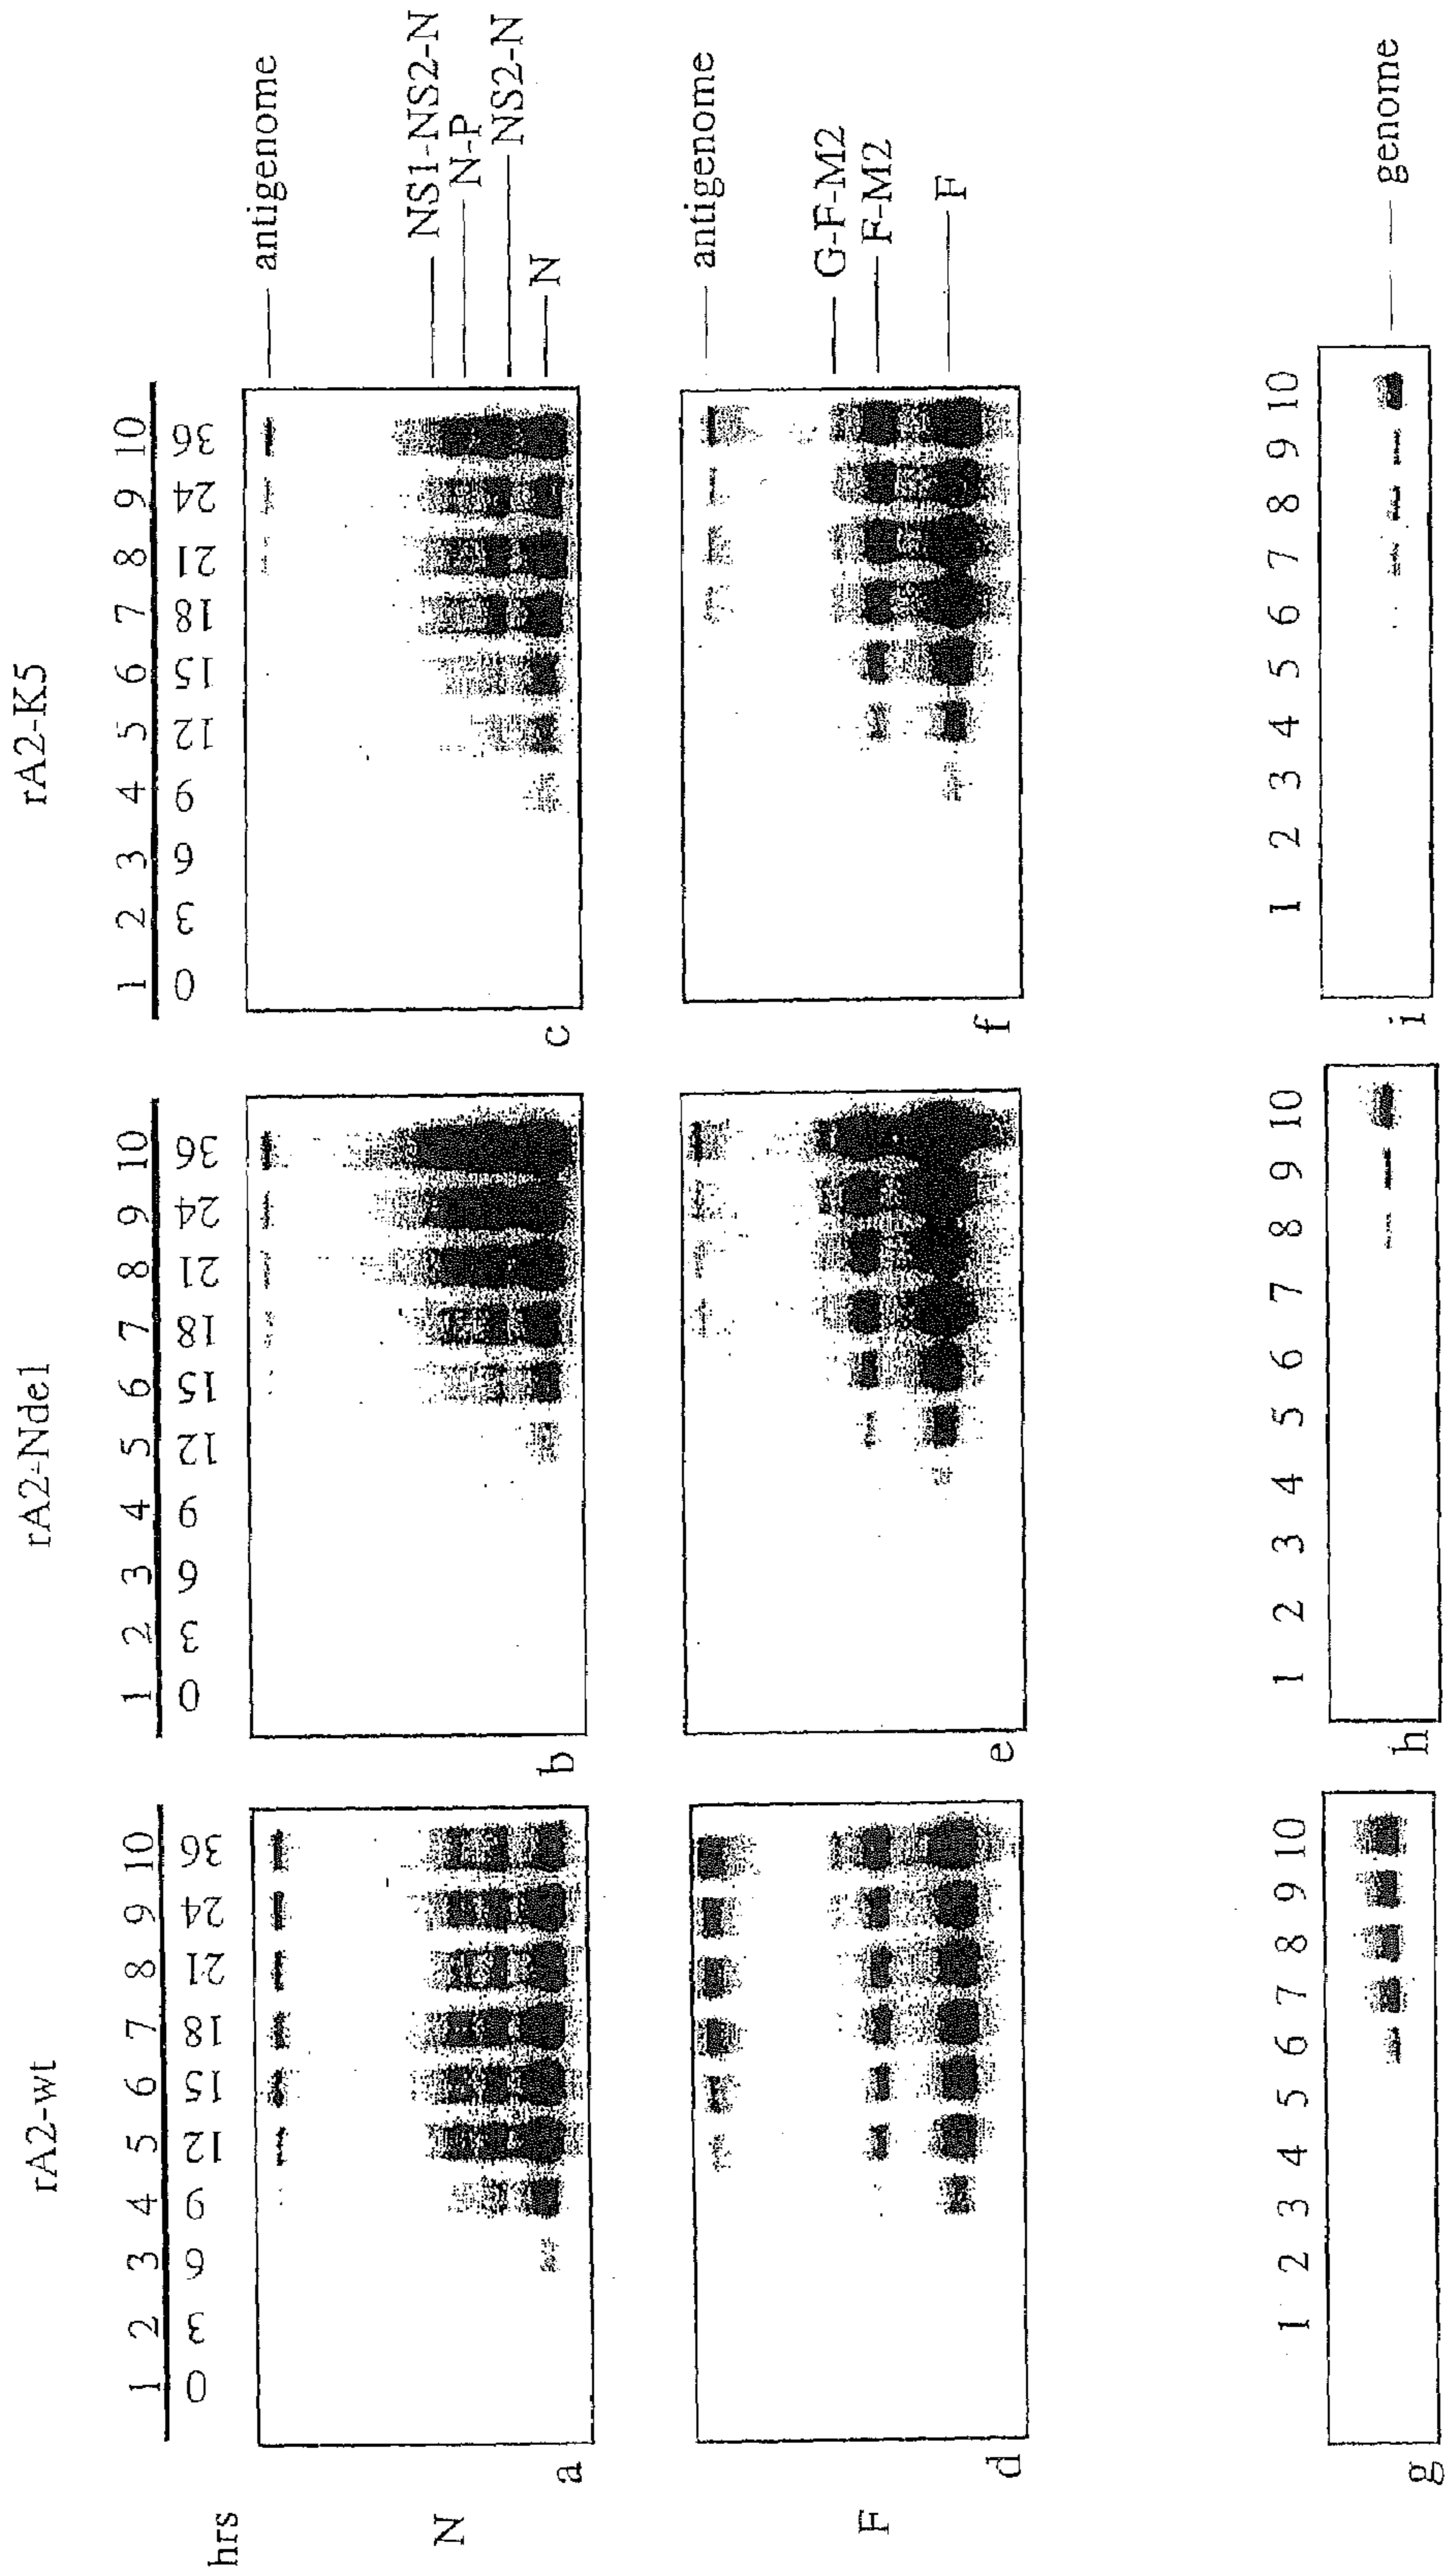 rA2-wt rA2-Nde1 rA2-K5
1 2 3 4 5 6 7 8 9 10 1 2 3 4 5 6 7 8 9 10 1 2 3 4 5 6 7 8 9 10
hrs 0 3 6 9 12 15 18 21 24 36 0 3 6 9 12 15 18 21 24 36 0 3 6 9 12 15 18 21 24 36
antigenome
N
NS1-NS2-N
N-P
NS2-N
N
a b c
antigenome
F
G-F-M2
F-M2
F
d e f
1 2 3 4 5 6 7 8 9 10 1 2 3 4 5 6 7 8 9 10 1 2 3 4 5 6 7 8 9 10
genome
g h i